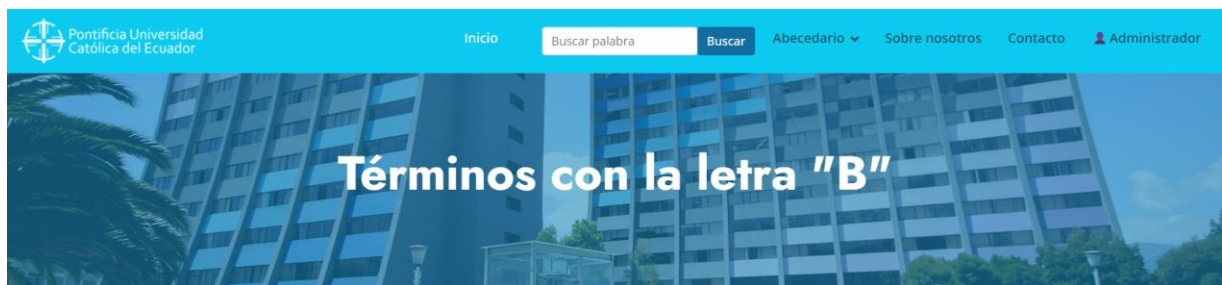 Pontificia Universidad
Católica del Ecuador
Inicio
Buscar palabra
Buscar
Abecedario
Sobre nosotros
Contacto
Administrador
Términos con la letra "B"